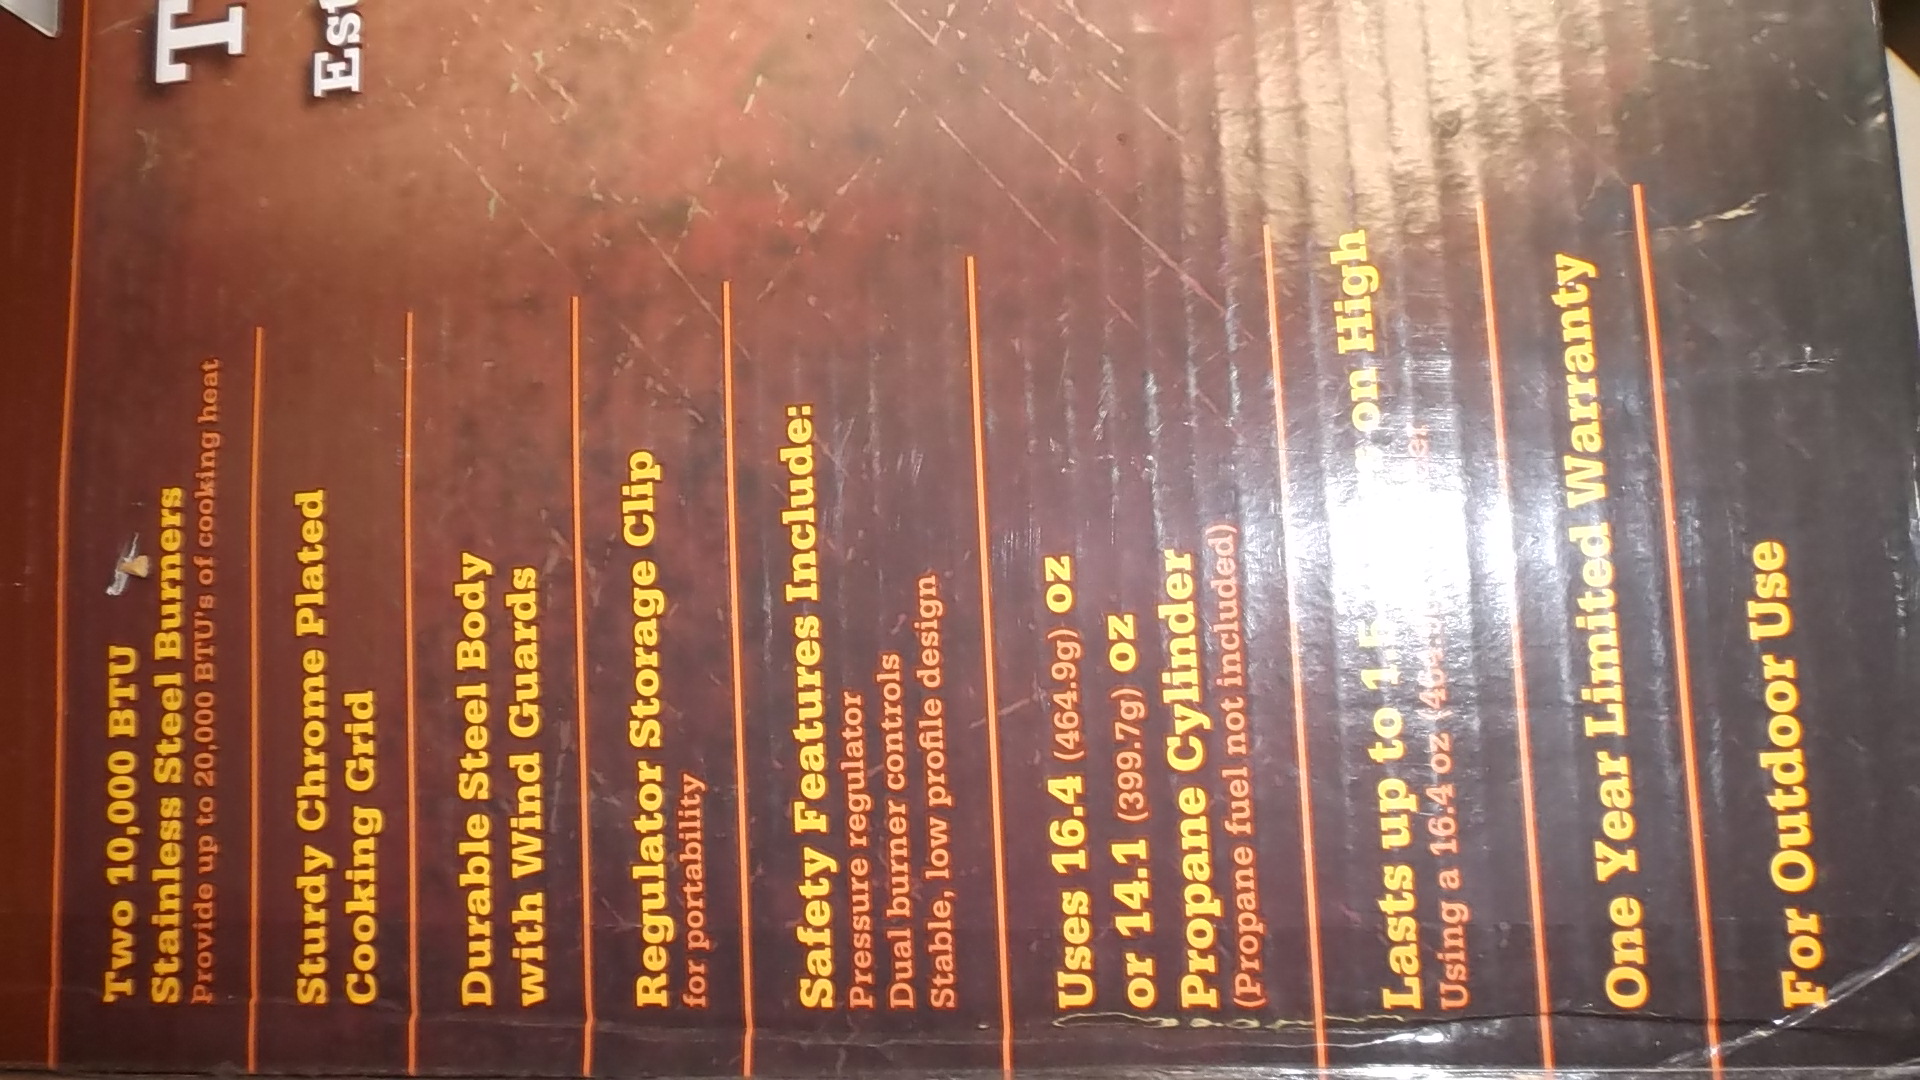 T
Est
Two 10,000 BTU
Stainless Steel Burners
Provide up to 20,000 BTU's of cooking heat
Sturdy Chrome Plated
Cooking Grid
Durable Steel Body
with Wind Guards
Regulator Storage Clip
for portability
Safety Features Include:
Pressure regulator
Dual burner controls
Stable, low profile design
Uses 16.4 (464.9g) oz
or 14.1 (399.7g) oz
Propane Cylinder
(Propane fuel not included)
Lasts up to 1.5 on High
Using a 16.4 oz
One Year Limited Warranty
For Outdoor Use